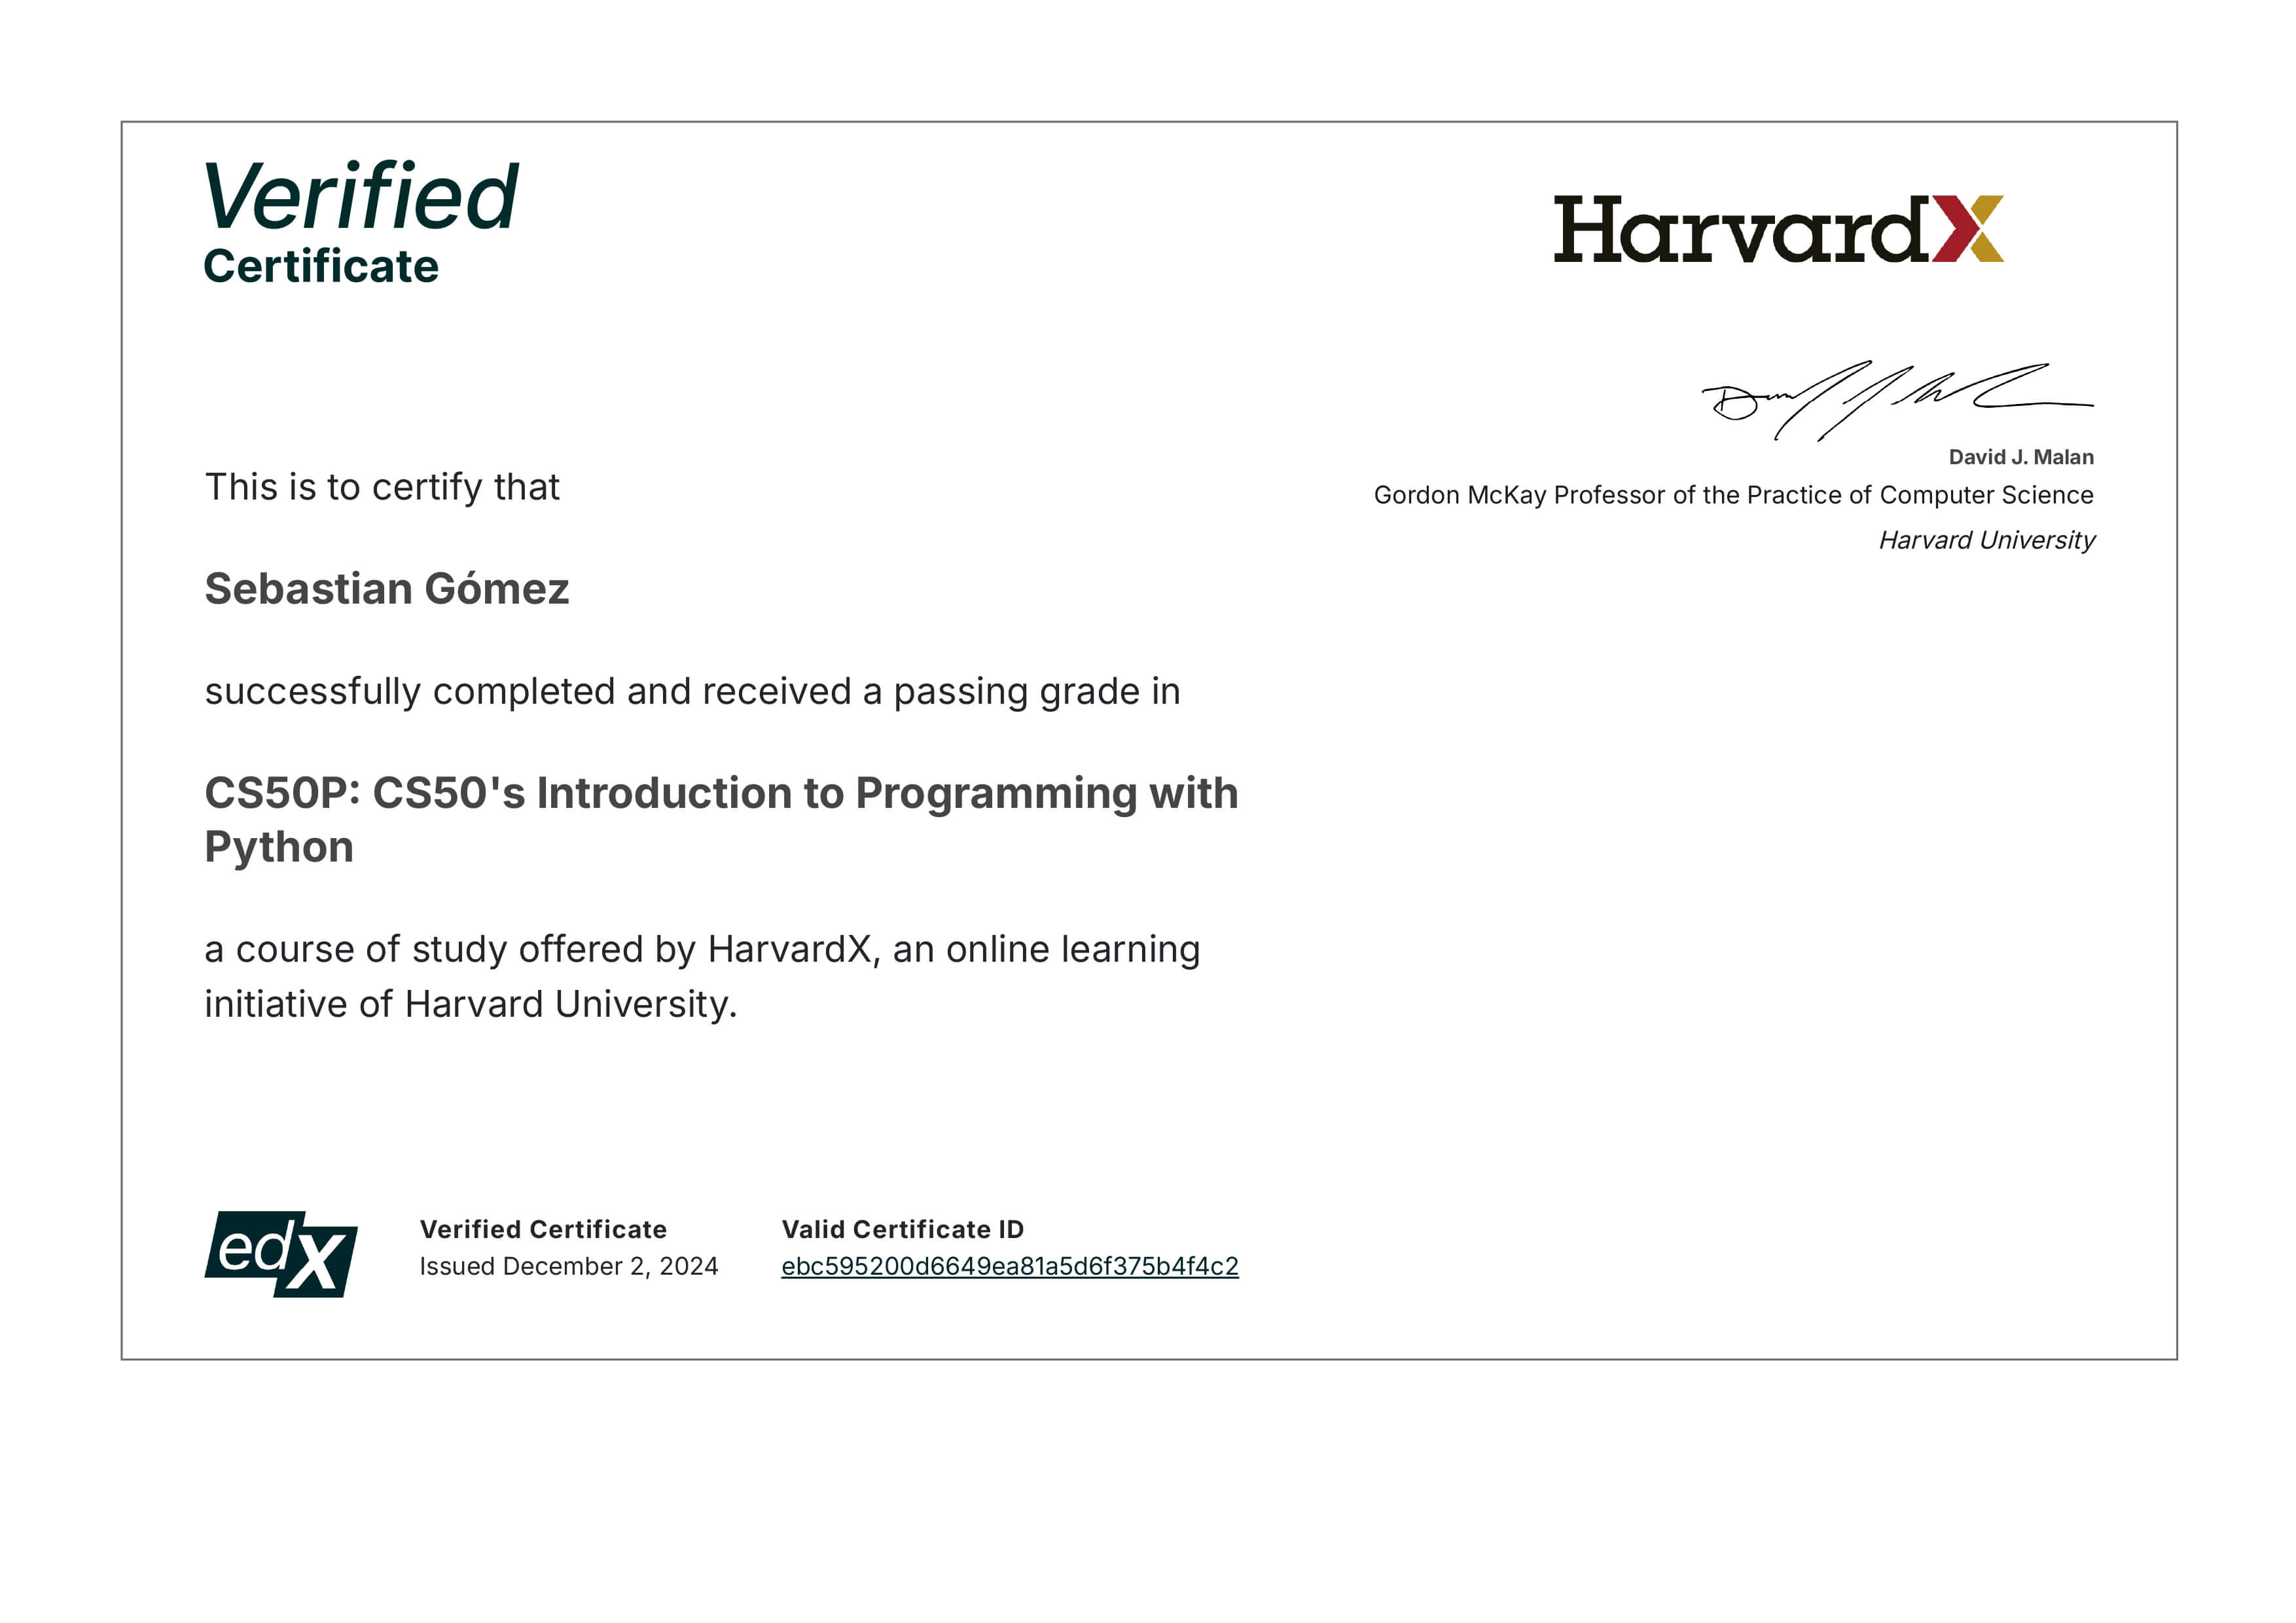 Verified
Certificate
HarvardX
David J. Malan
Gordon McKay Professor of the Practice of Computer Science
Harvard University
This is to certify that
Sebastian Gómez
successfully completed and received a passing grade in
CS50P: CS50's Introduction to Programming with
Python
a course of study offered by HarvardX, an online learning
initiative of Harvard University.
edX
Verified Certificate
Issued December 2, 2024
Valid Certificate ID
ebc595200d6649ea81a5d6f375b4f4c2